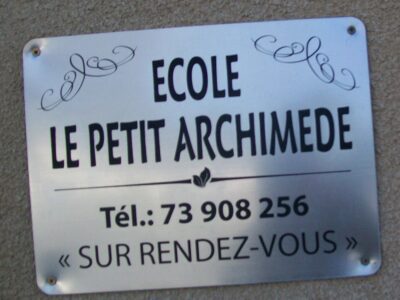 ECOLE
LE PETIT ARCHIMEDE
Tél.: 73 908 256
« SUR RENDEZ-VOUS »